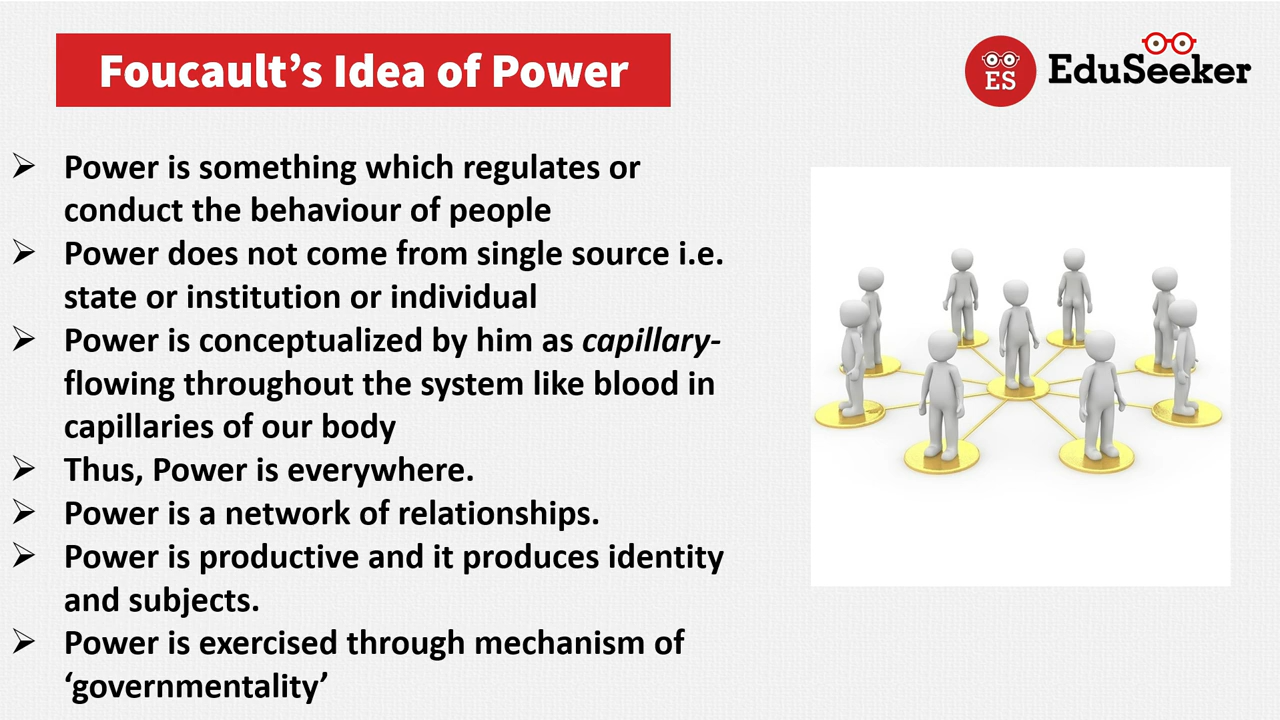 Foucault’s Idea of Power
ES
EduSeeker
➢ Power is something which regulates or
conduct the behaviour of people
➢ Power does not come from single source i.e.
state or institution or individual
➢ Power is conceptualized by him as capillary-
flowing throughout the system like blood in
capillaries of our body
➢ Thus, Power is everywhere.
➢ Power is a network of relationships.
➢ Power is productive and it produces identity
and subjects.
➢ Power is exercised through mechanism of
‘governmentality’